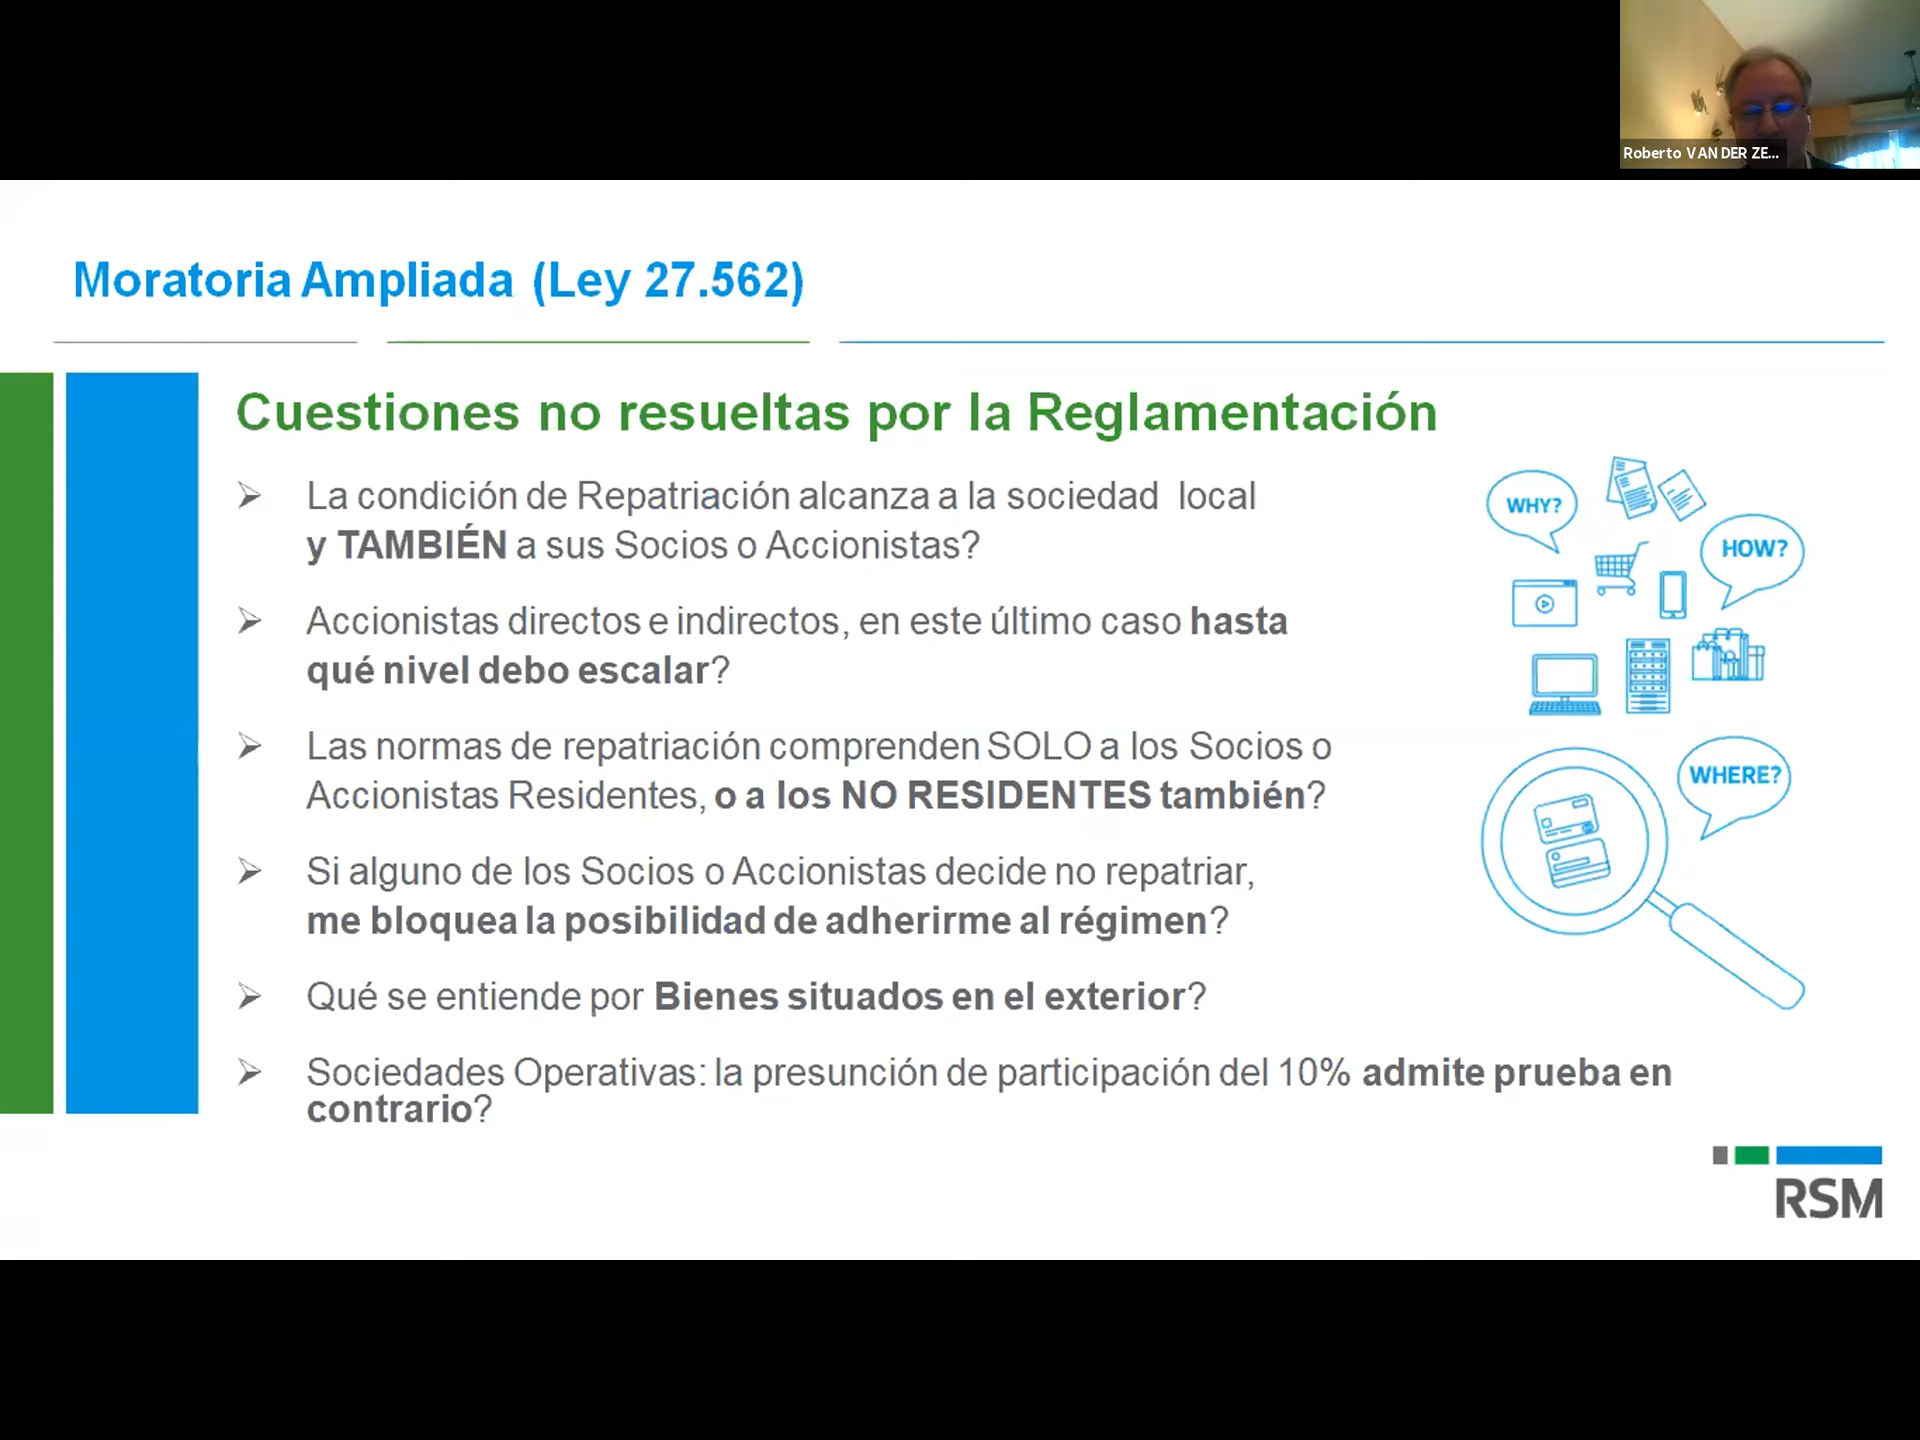 Roberto VAN DER ZE...
Moratoria Ampliada (Ley 27.562)
Cuestiones no resueltas por la Reglamentación
La condición de Repatriación alcanza a la sociedad local
y TAMBIÉN a sus Socios o Accionistas?
Accionistas directos e indirectos, en este último caso hasta
qué nivel debo escalar?
Las normas de repatriación comprenden SOLO a los Socios o
Accionistas Residentes, o a los NO RESIDENTES también?
Si alguno de los Socios o Accionistas decide no repatriar,
me bloquea la posibilidad de adherirme al régimen?
Qué se entiende por Bienes situados en el exterior?
Sociedades Operativas: la presunción de participación del 10% admite prueba en
contrario?
WHY?
HOW?
WHERE?
RSM